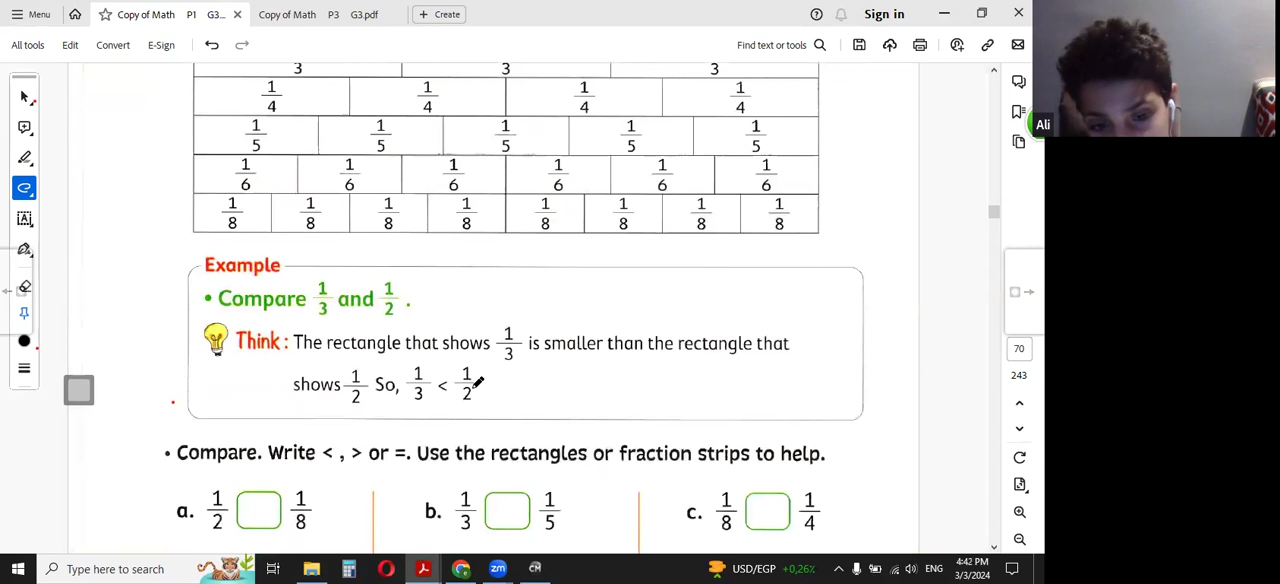 Menu
Copy of Math P1 G3...
Copy of Math P3 G3.pdf
+ Create
Sign in
All tools
Edit
Convert
E-Sign
Find text or tools
3 3 3
1/4 1/4 1/4 1/4
1/5 1/5 1/5 1/5 1/5
1/6 1/6 1/6 1/6 1/6 1/6
1/8 1/8 1/8 1/8 1/8 1/8 1/8 1/8
Example
• Compare 1/3 and 1/2 .
Think : The rectangle that shows 1/3 is smaller than the rectangle that
shows 1/2 So, 1/3 < 1/2
• Compare. Write < , > or =. Use the rectangles or fraction strips to help.
a. 1/2 1/8
b. 1/3 1/5
c. 1/8 1/4
Ali
70
243
Type here to search
zm
USD/EGP +0,26%
ENG
4:42 PM
3/3/2024